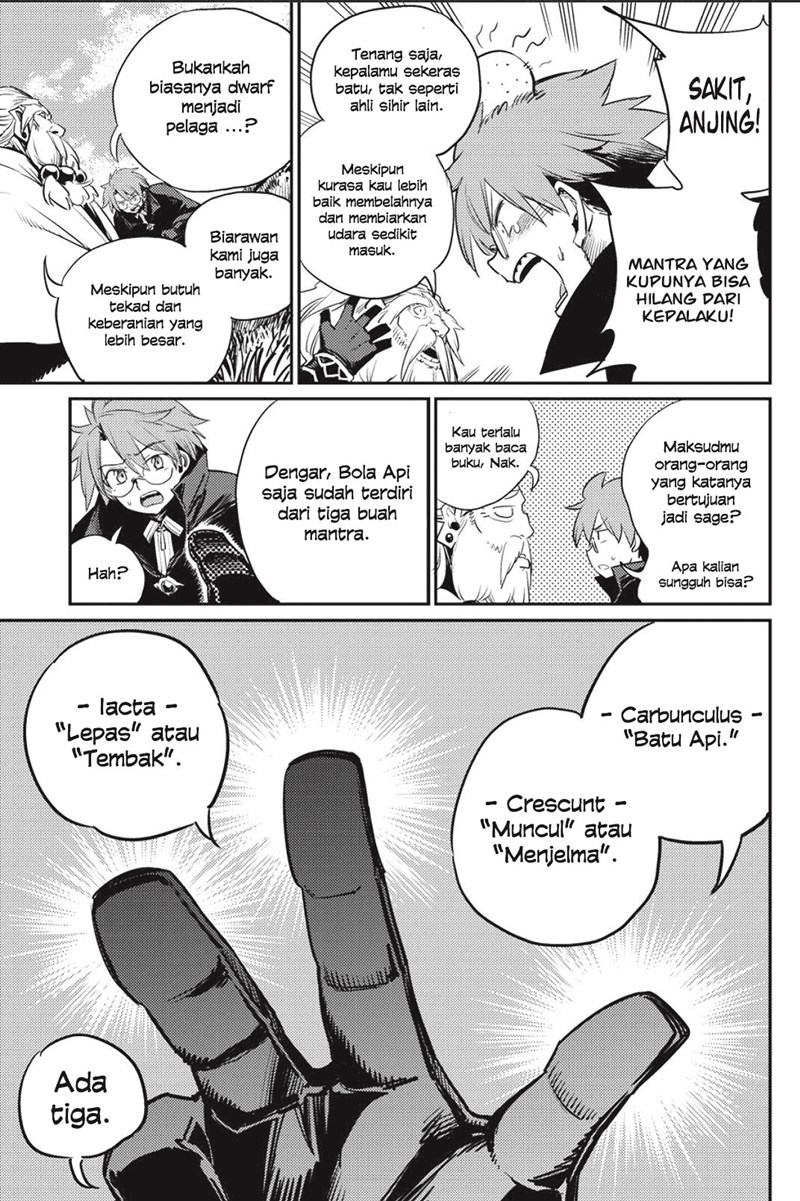 SAKIT,
ANJING!
MANTRA YANG
KUPUNYA BISA
HILANG DARI
KEPALAKU!
Tenang saja,
kepalamu sekeras
batu, tak seperti
ahli sihir lain.
Meskipun
kurasa kau lebih
baik membelahnya
dan membiarkan
udara sedikit
masuk.
Bukankah
biasanya dwarf
menjadi
pelaga ...?
Biarawan
kami juga
banyak.
Meskipun butuh
tekad dan
keberanian yang
lebih besar.
Maksudmu
orang-orang
yang katanya
bertujuan
jadi sage?
Apa kalian
sungguh bisa?
Kau terlalu
banyak baca
buku, Nak.
Dengar, Bola Api
saja sudah terdiri
dari tiga buah
mantra.
Hah?
- Carbunculus -
"Batu Api."
- Crescunt -
"Muncul" atau
"Menjelma".
- Iacta -
"Lepas" atau
"Tembak".
Ada
tiga.